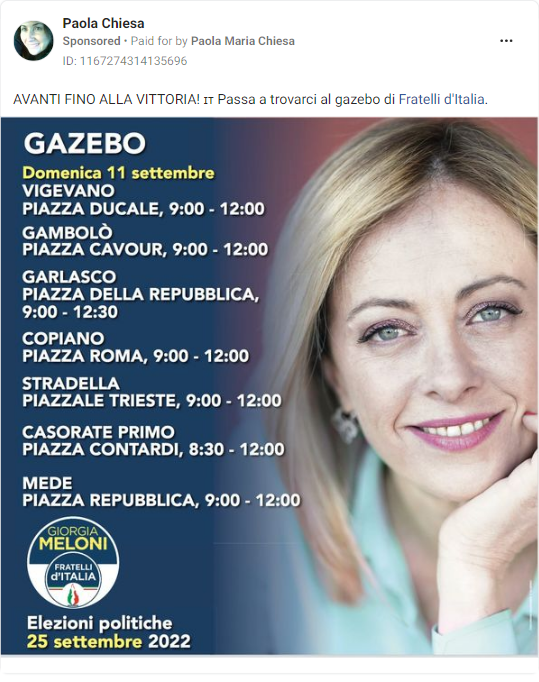 Paola Chiesa
Sponsored • Paid for by Paola Maria Chiesa
ID: 1167274314135696
AVANTI FINO ALLA VITTORIA! IT Passa a trovarci al gazebo di Fratelli d'Italia.
GAZEBO
Domenica 11 settembre
VIGEVANO
PIAZZA DUCALE, 9:00 - 12:00
GAMBOLÒ
PIAZZA CAVOUR, 9:00 - 12:00
GARLASCO
PIAZZA DELLA REPUBBLICA,
9:00 - 12:30
COPIANO
PIAZZA ROMA, 9:00 - 12:00
STRADELLA
PIAZZALE TRIESTE, 9:00 - 12:00
CASORATE PRIMO
PIAZZA CONTARDI, 8:30 - 12:00
MEDE
PIAZZA REPUBBLICA, 9:00 - 12:00
GIORGIA
MELONI
FRATELLI
d'ITALIA
Elezioni politiche
25 settembre 2022